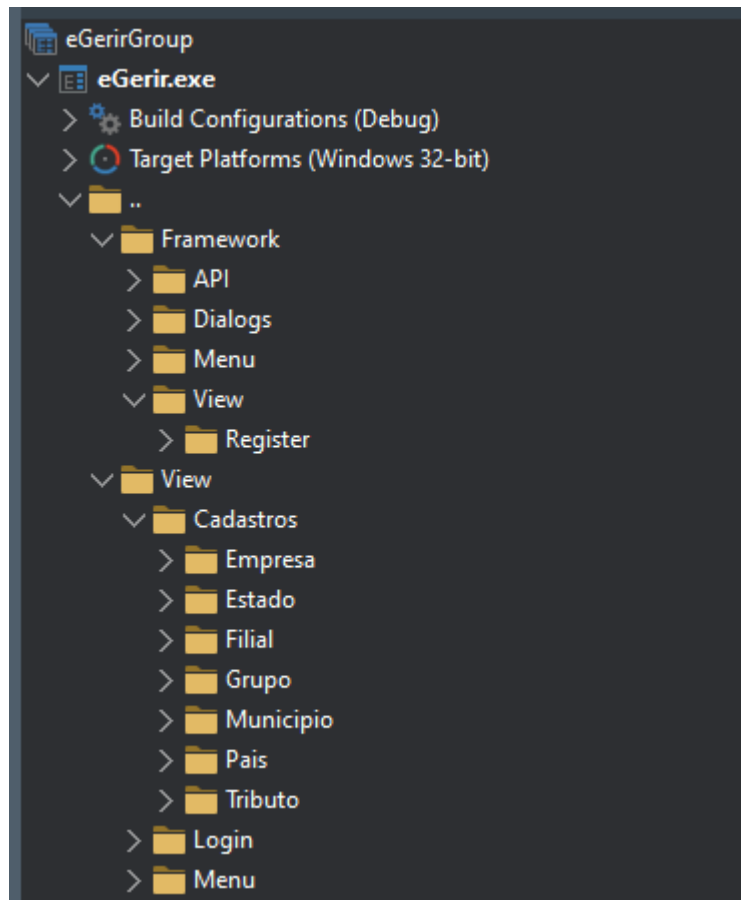 eGerirGroup
eGerir.exe
Build Configurations (Debug)
Target Platforms (Windows 32-bit)
..
Framework
API
Dialogs
Menu
View
Register
View
Cadastros
Empresa
Estado
Filial
Grupo
Municipio
Pais
Tributo
Login
Menu